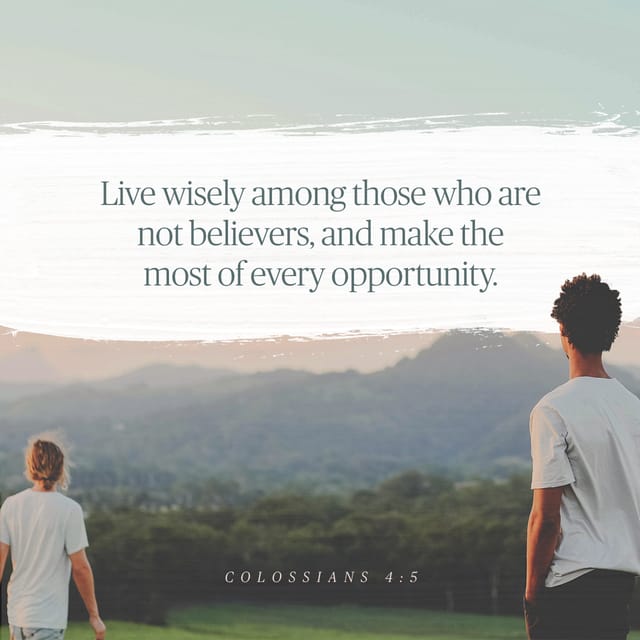 Live wisely among those who are
not believers, and make the
most of every opportunity.
COLOSSIANS 4:5